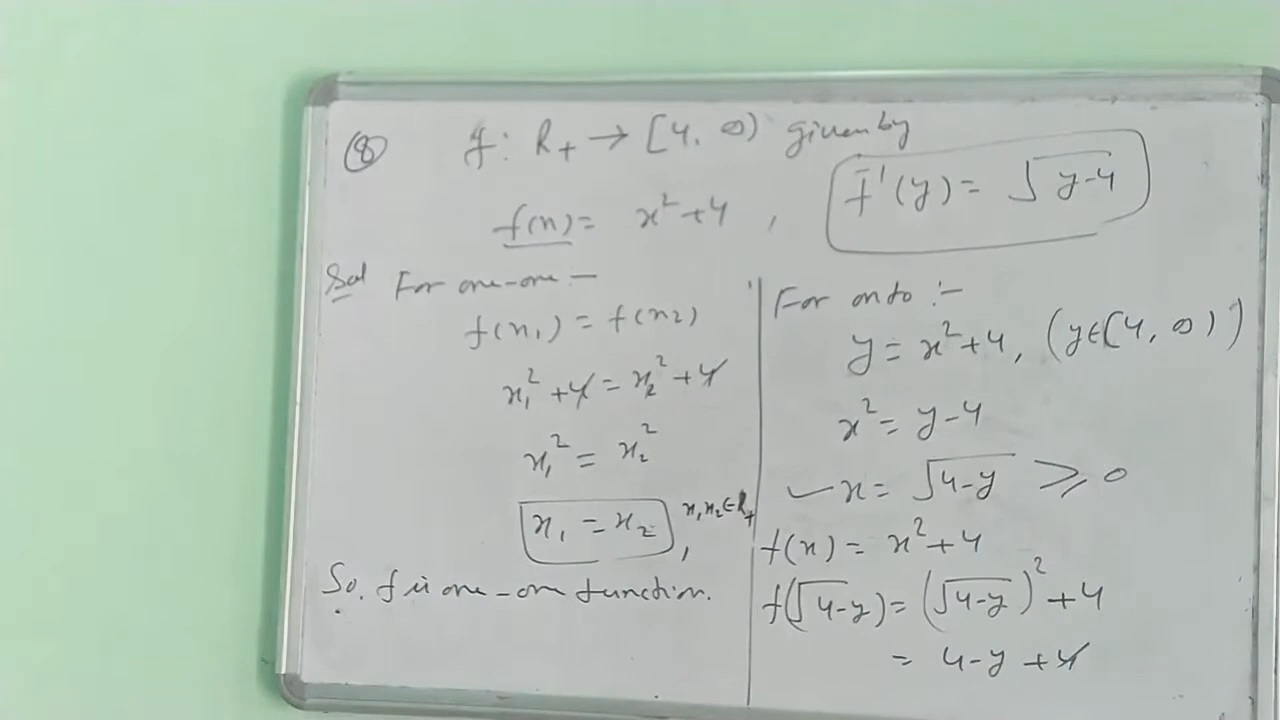 ⑧ f: R₊ → [4, ∞) given by
f(x) = x² + 4 , f⁻¹(y) = √(y-4)
Sol For one-one :-
f(x₁) = f(x₂)
x₁² + 4 = x₂² + 4
x₁² = x₂²
x₁ = x₂ , x₁, x₂ ∈ R₊
So, f is one-one function.
For onto :-
y = x² + 4, (y ∈ [4, ∞))
x² = y - 4
x = √(4-y) ⩾ 0
f(x) = x² + 4
f(√(4-y)) = (√(4-y))² + 4
= 4 - y + 4